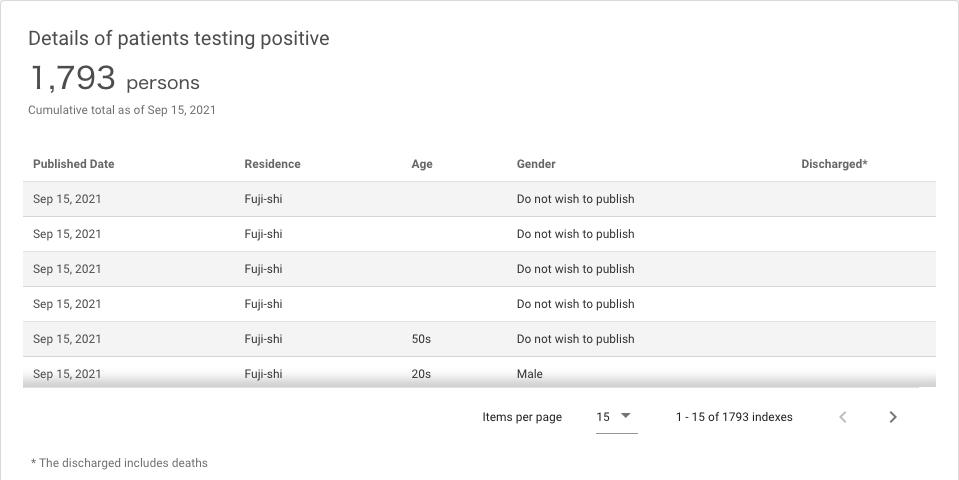 Details of patients testing positive
1,793 persons
Cumulative total as of Sep 15, 2021
Published Date Residence Age Gender Discharged*
Sep 15, 2021 Fuji-shi Do not wish to publish
Sep 15, 2021 Fuji-shi Do not wish to publish
Sep 15, 2021 Fuji-shi Do not wish to publish
Sep 15, 2021 Fuji-shi Do not wish to publish
Sep 15, 2021 Fuji-shi 50s Do not wish to publish
Sep 15, 2021 Fuji-shi 20s Male
Items per page 15 1 - 15 of 1793 indexes
* The discharged includes deaths